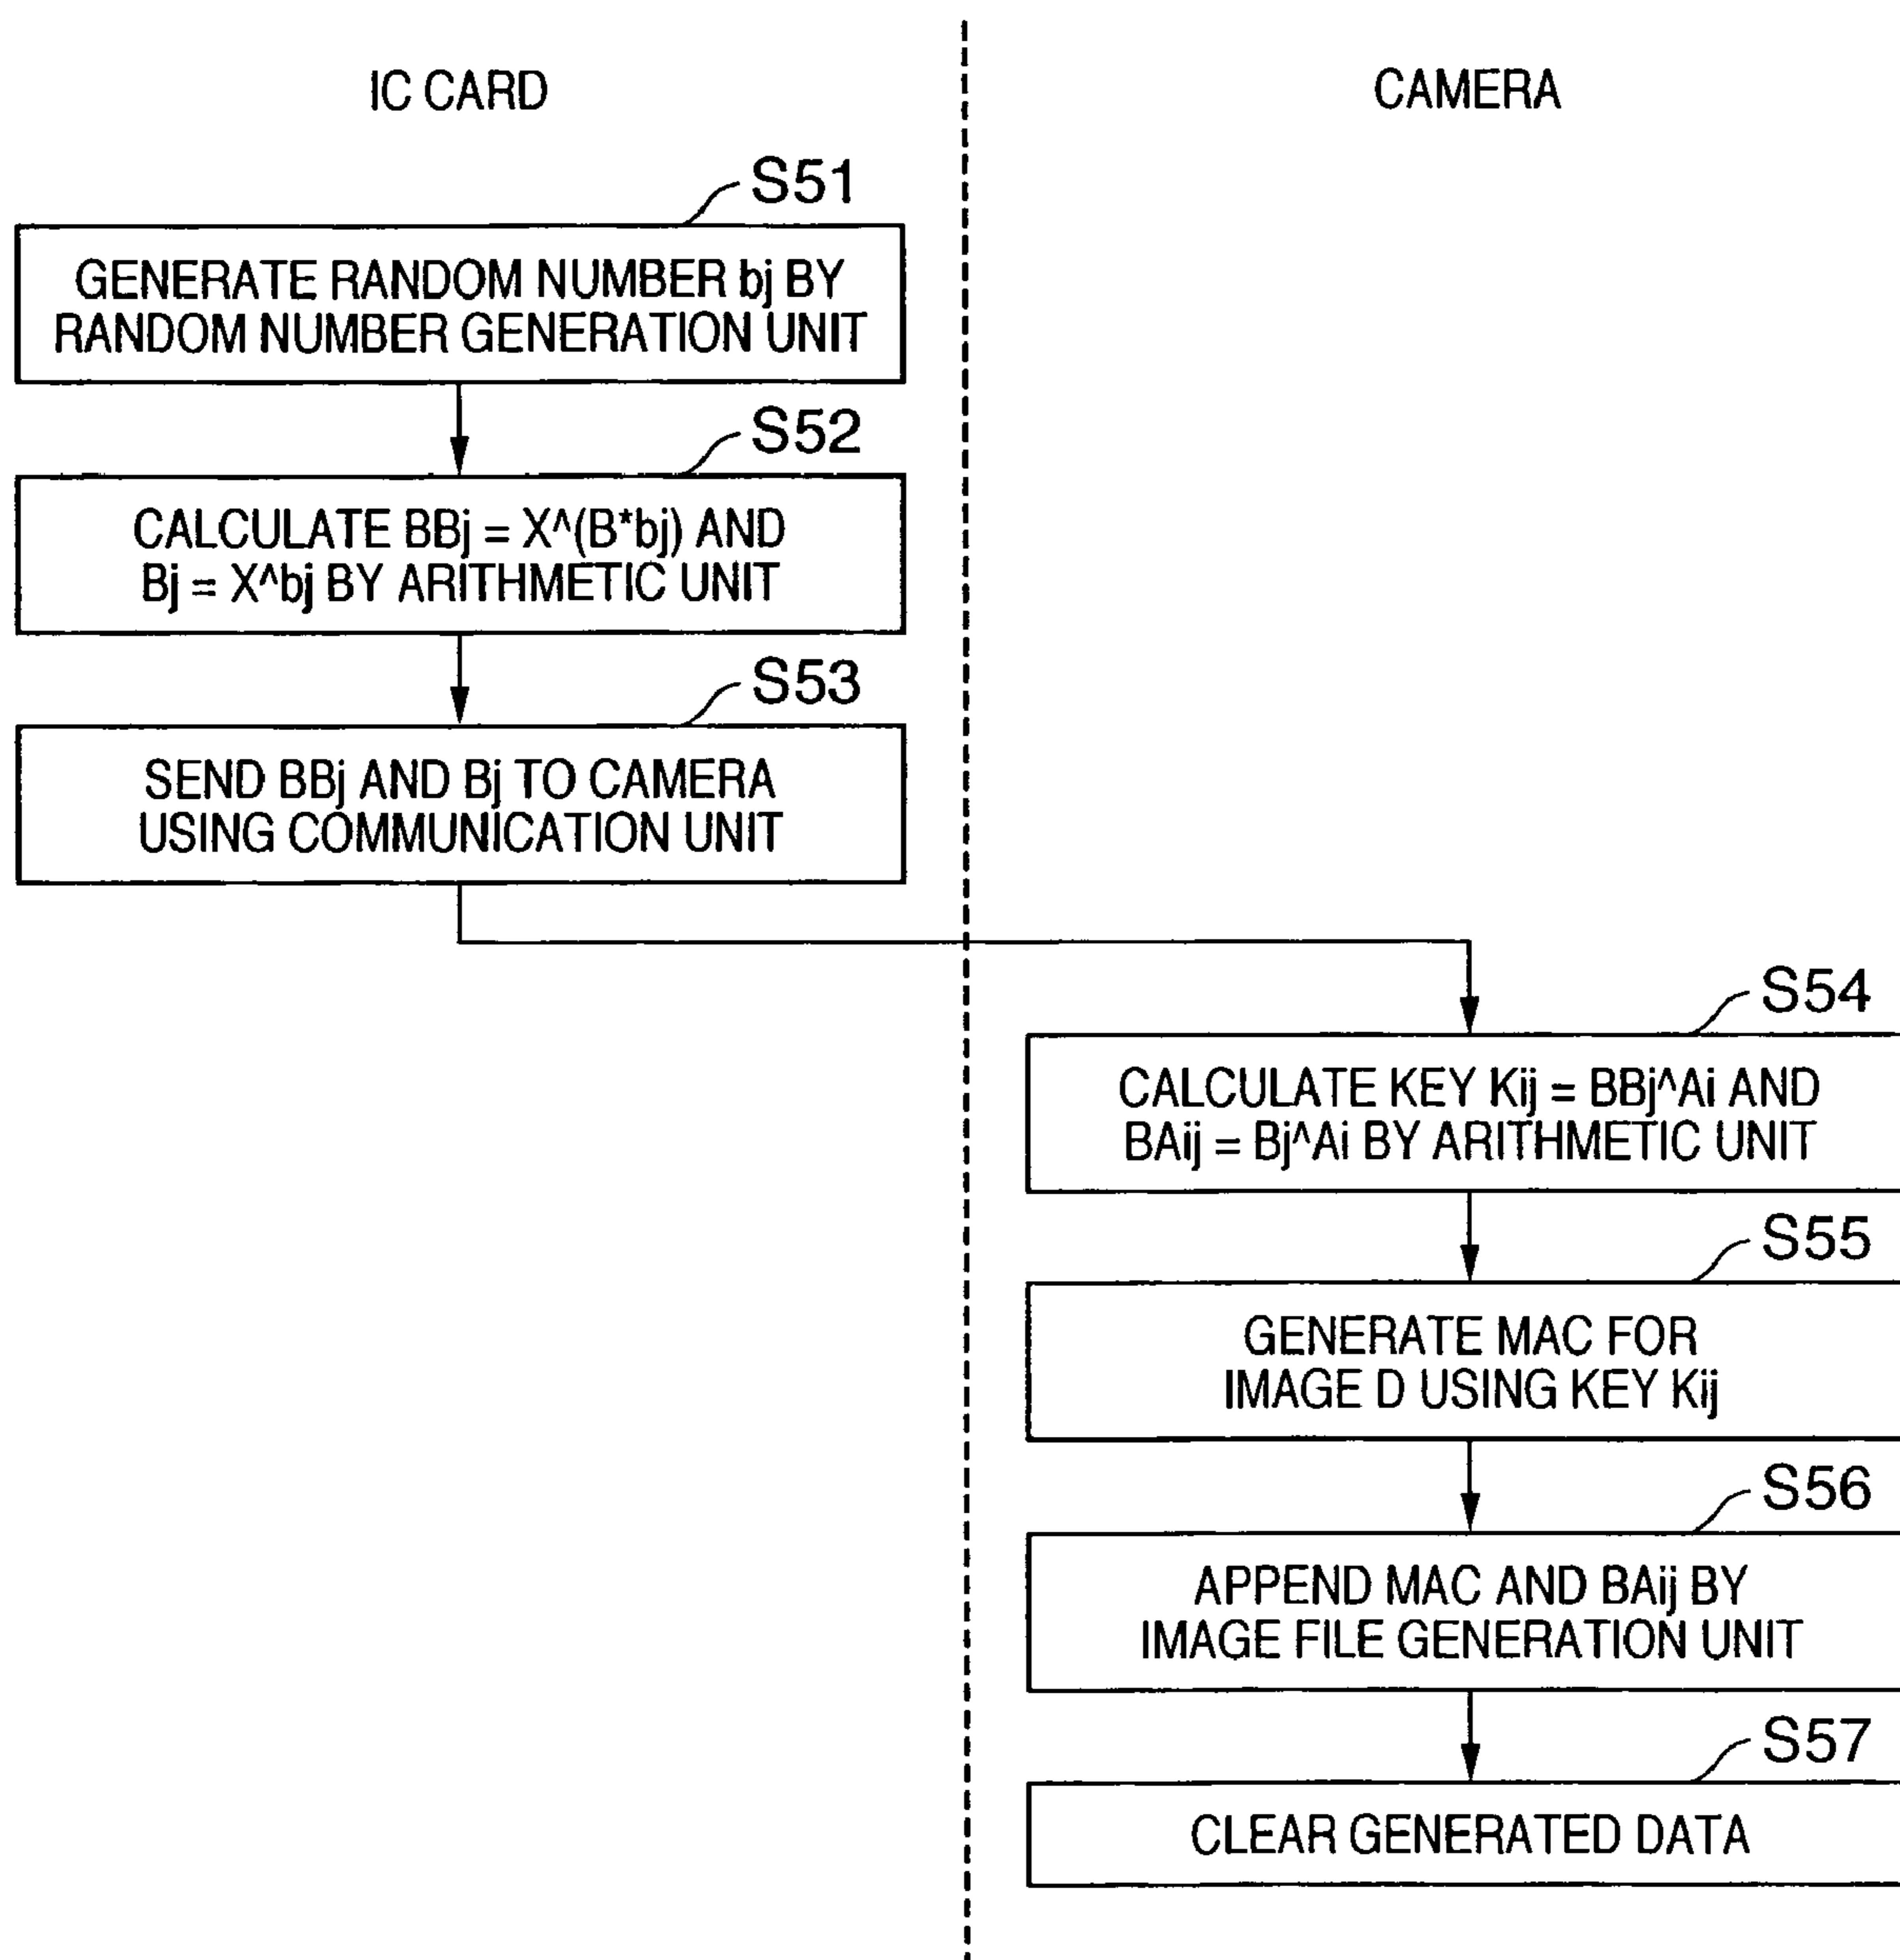 IC CARD
CAMERA
S51
GENERATE RANDOM NUMBER bj BY
RANDOM NUMBER GENERATION UNIT
S52
CALCULATE BBj = X^(B*bj) AND
Bj = X^bj BY ARITHMETIC UNIT
S53
SEND BBj AND Bj TO CAMERA
USING COMMUNICATION UNIT
S54
CALCULATE KEY Kij = BBj^Ai AND
BAij = Bj^Ai BY ARITHMETIC UNIT
S55
GENERATE MAC FOR
IMAGE D USING KEY Kij
S56
APPEND MAC AND BAij BY
IMAGE FILE GENERATION UNIT
S57
CLEAR GENERATED DATA